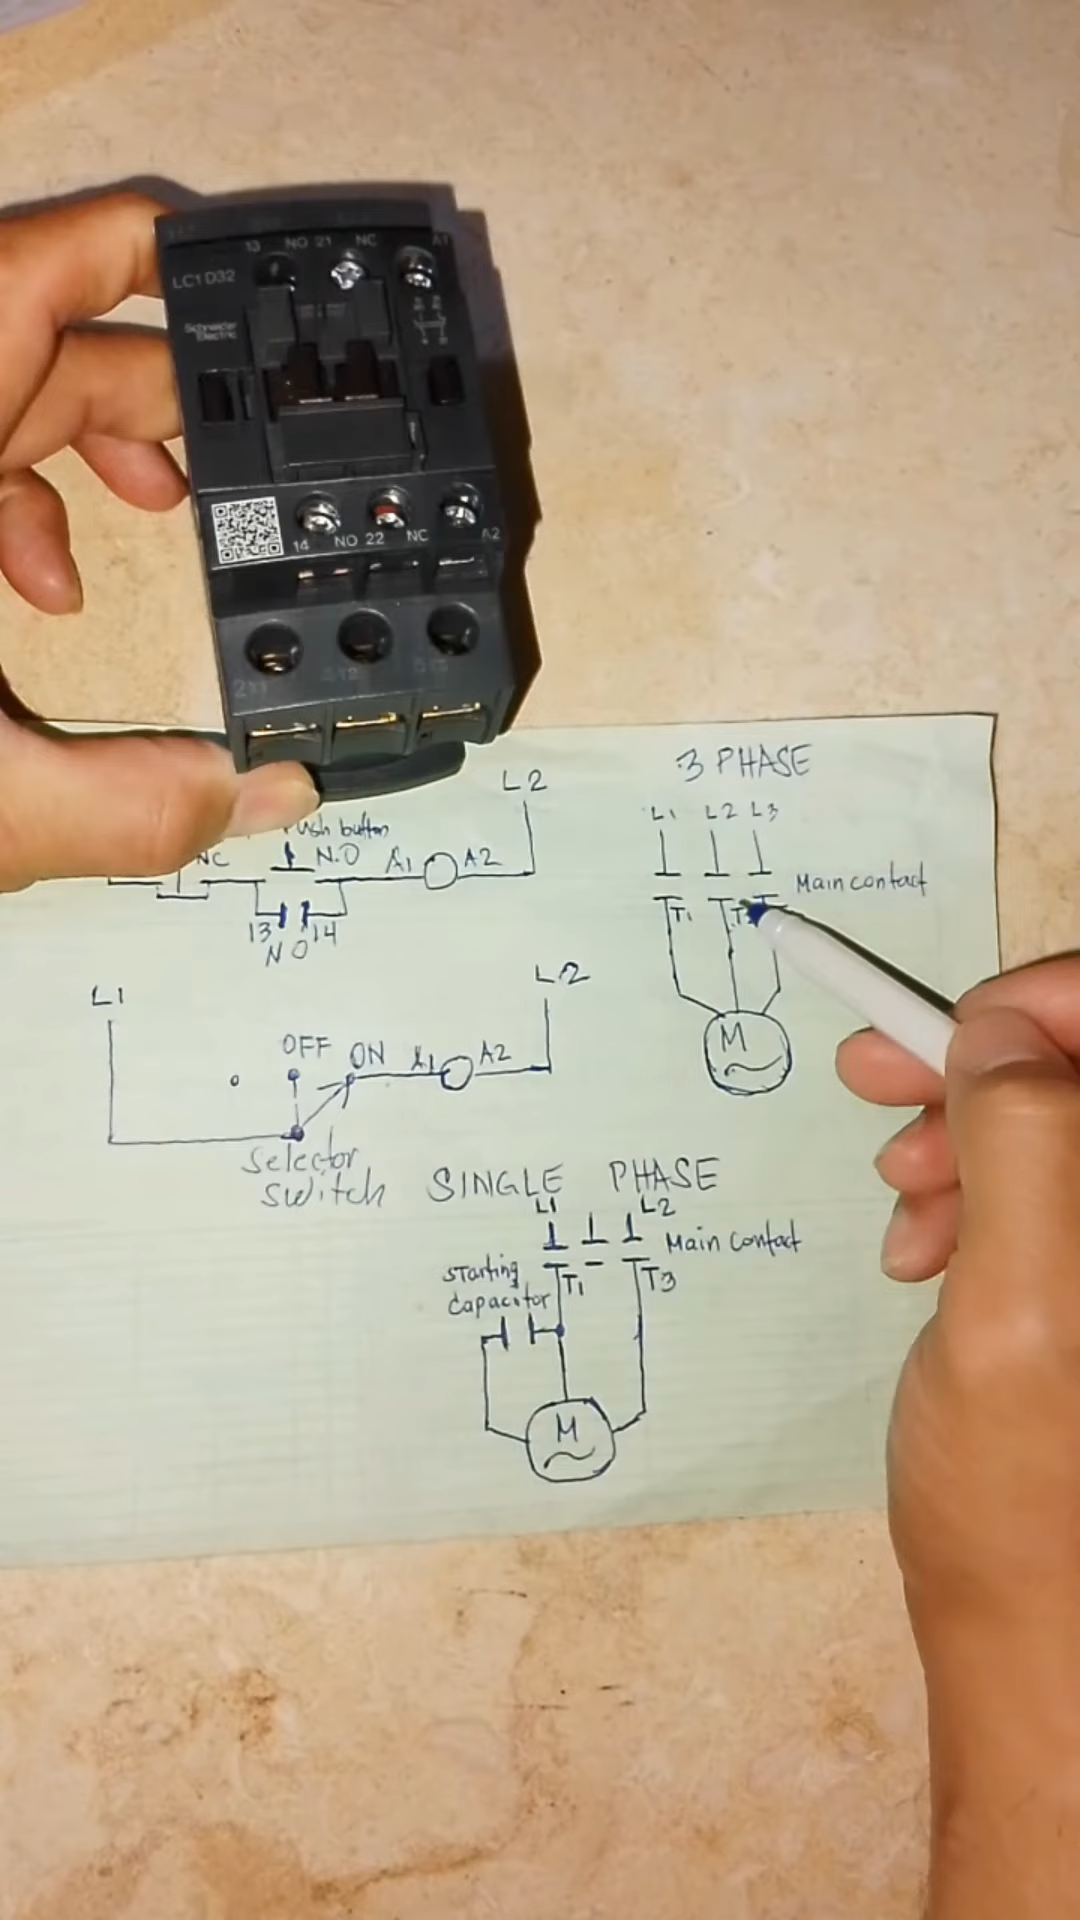 13 NO 21 NC A1
LC1D32
Schneider
Electric
14 NO 22 NC A2
L2
Push button
NC N.O A1 A2
13 14
NO
3 PHASE
L1 L2 L3
Main contact
T1
L1
L2
OFF ON A1 A2
Selector
Switch
SINGLE PHASE
L1 L2
Main Contact
Starting
Capacitor
T1 T3
M
M